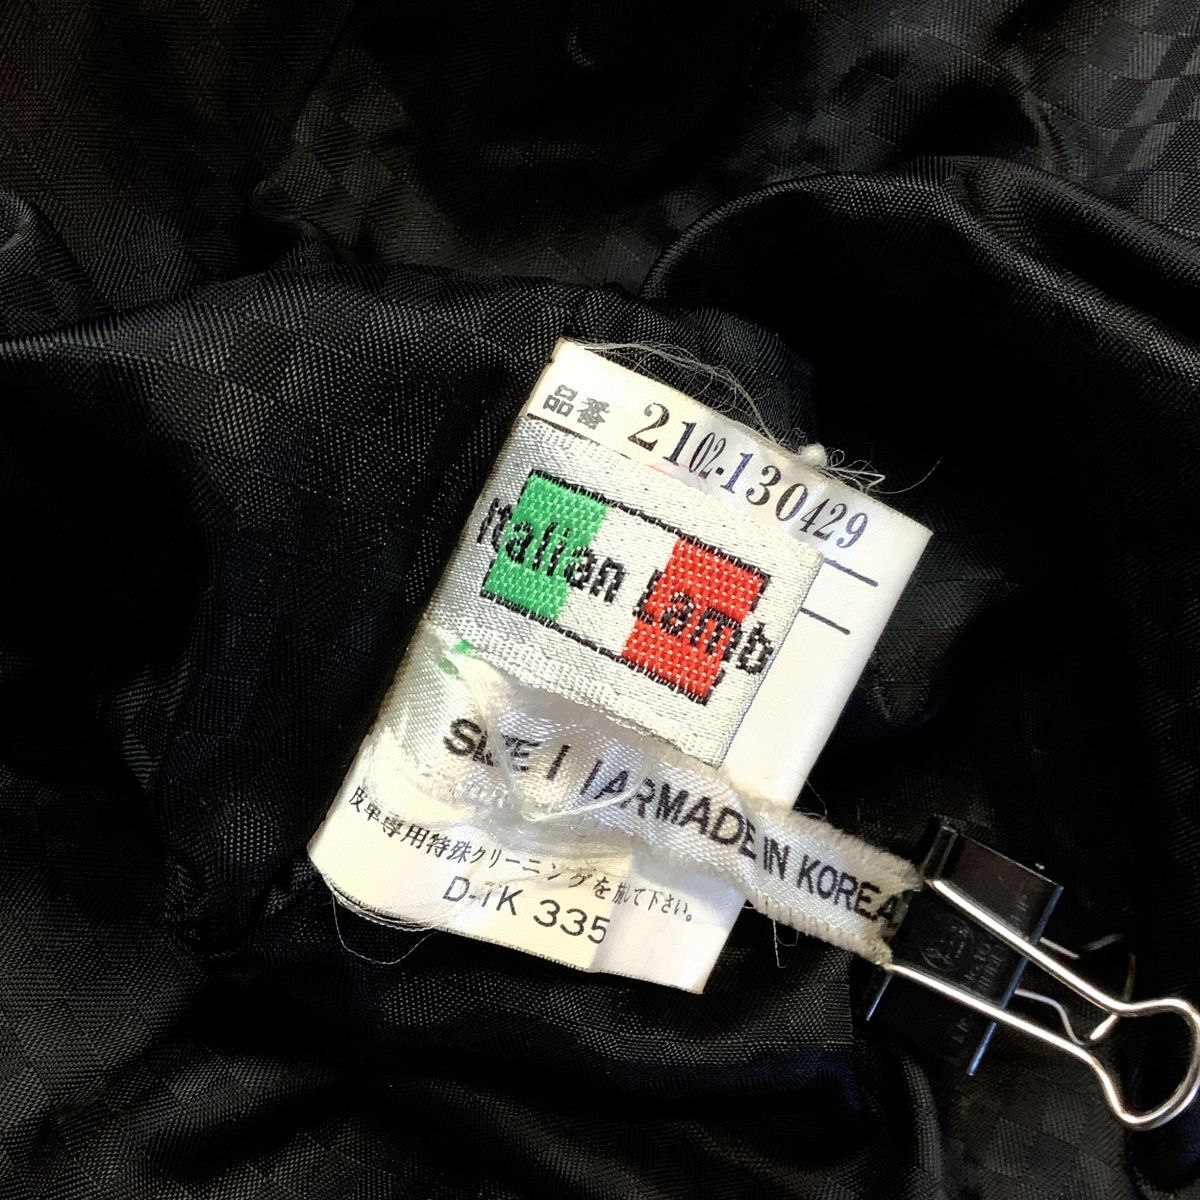 品番 2102-130429
Italian Lamb
SIZE 11AR MADE IN KOREA
皮革専用特殊クリーニングを施して下さい。
D-TK 335